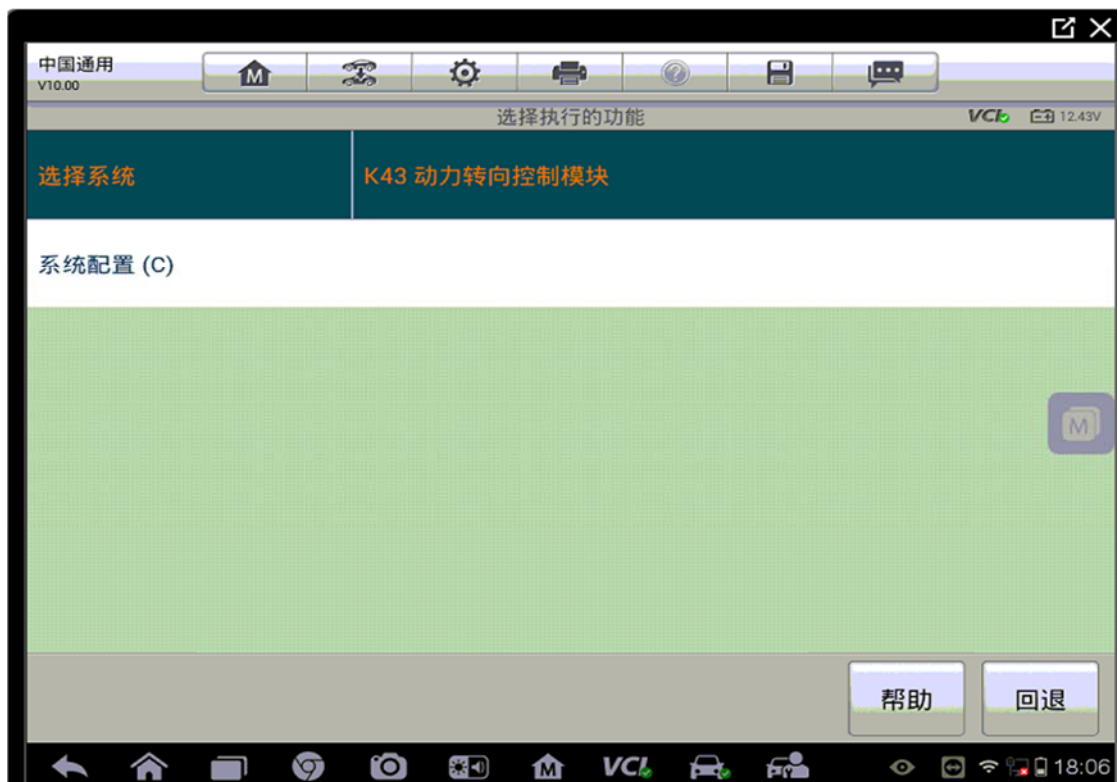 中国通用
V10.00
M
选择执行的功能
VCI
12.43V
选择系统
K43 动力转向控制模块
系统配置 (C)
M
帮助
回退
M
VCI
18:06